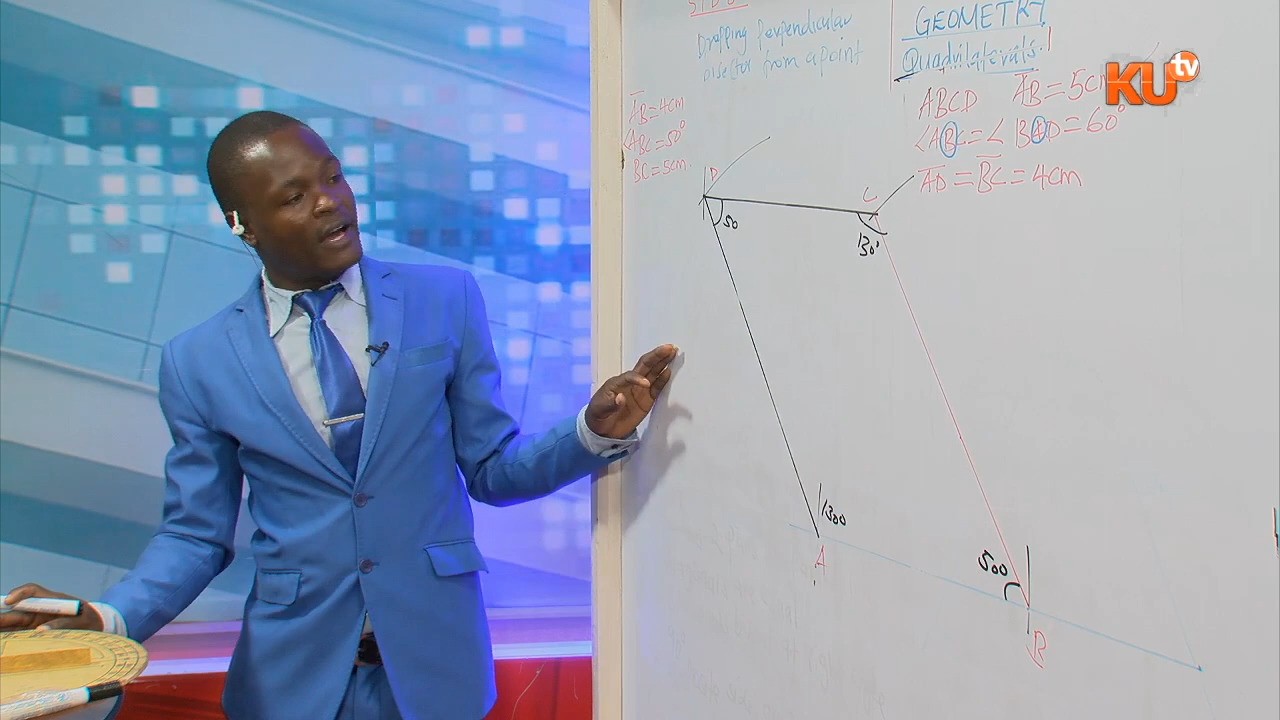 Dropping Perpendicular
bisector from a point
AB = 4cm
<ABC = 50°
BC = 5cm.
GEOMETRY
Quadrilaterals
ABCD AB = 5cm
<ABC = < BAD = 60°
AD = BC = 4cm
KU tv
D
C
50
130°
130°
A
50°
B